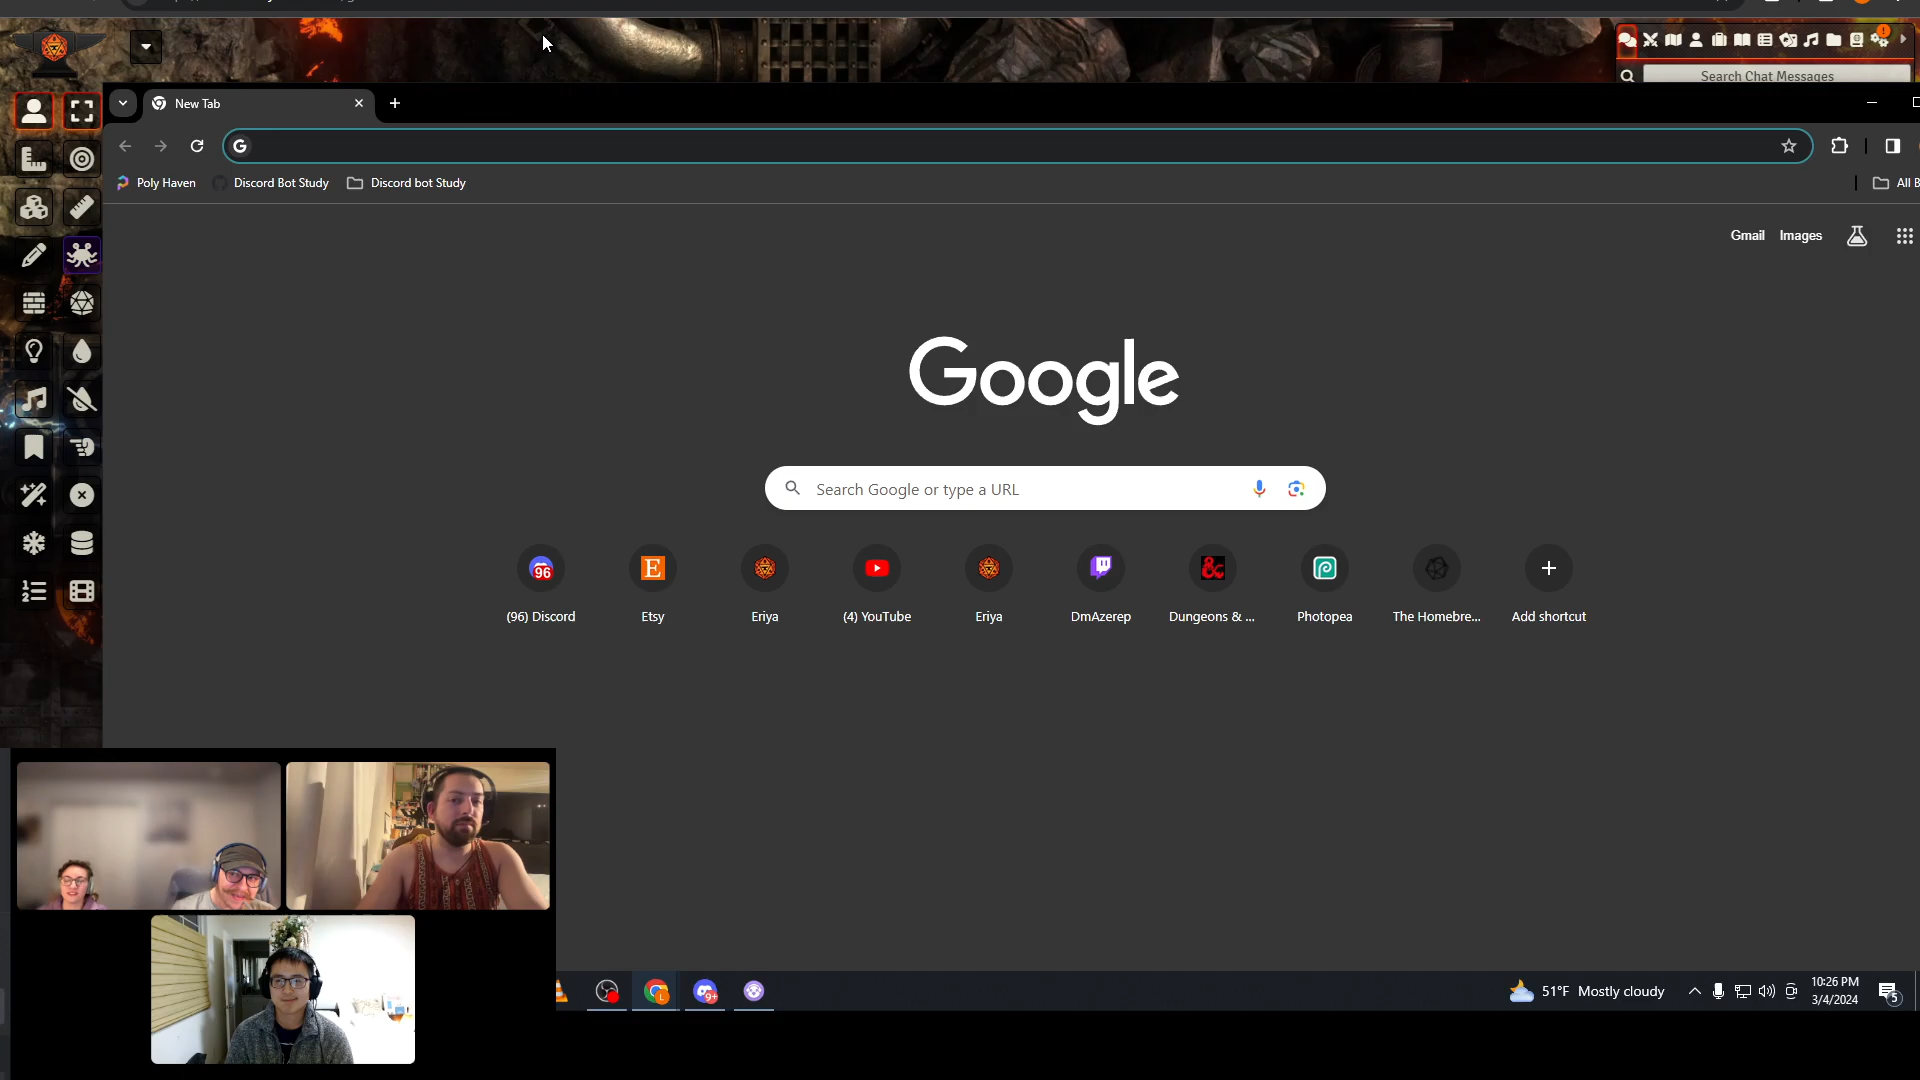 Search Chat Messages
New Tab
Poly Haven
Discord Bot Study
Discord bot Study
All B
Gmail
Images
Google
Search Google or type a URL
96
(96) Discord
Etsy
Eriya
(4) YouTube
Eriya
DmAzerep
Dungeons & ...
Photopea
The Homebre...
Add shortcut
L
9+
51°F Mostly cloudy
10:26 PM
3/4/2024
5